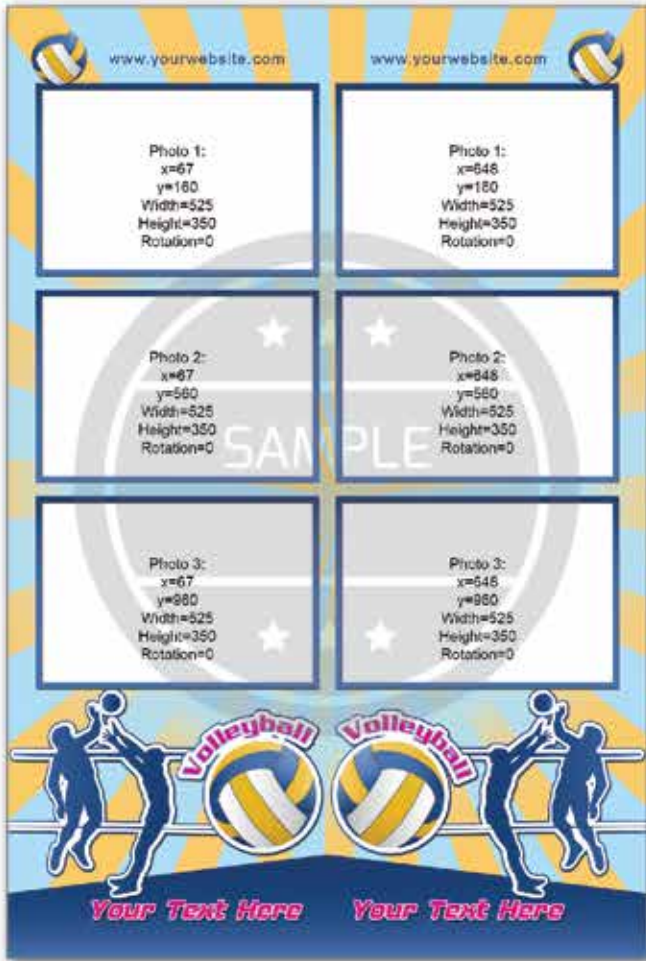 www.yourwebsite.com
www.yourwebsite.com
Photo 1:
x=67
y=160
Width=525
Height=350
Rotation=0
Photo 1:
x=648
y=160
Width=525
Height=350
Rotation=0
Photo 2:
x=67
y=560
Width=525
Height=350
Rotation=0
Photo 2:
x=648
y=560
Width=525
Height=350
Rotation=0
SAMPLE
Photo 3:
x=67
y=960
Width=525
Height=350
Rotation=0
Photo 3:
x=648
y=960
Width=525
Height=350
Rotation=0
Volleyball
Volleyball
Your Text Here
Your Text Here